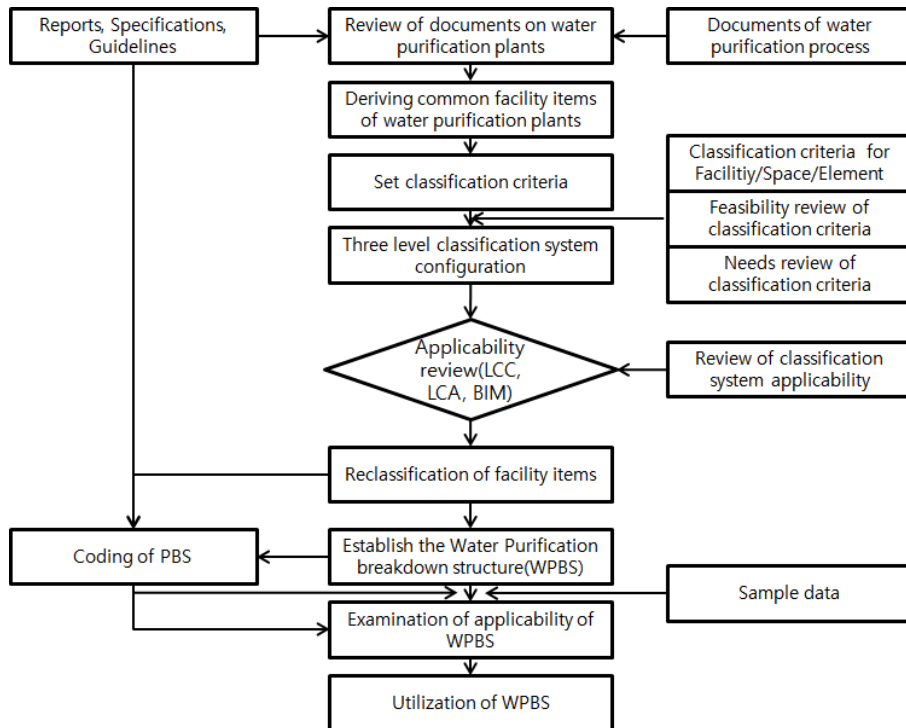 Reports, Specifications,
Guidelines
Review of documents on water
purification plants
Documents of water
purification process
Deriving common facility items
of water purification plants
Set classification criteria
Classification criteria for
Facilitiy/Space/Element
Feasibility review of
classification criteria
Needs review of
classification criteria
Three level classification system
configuration
Applicability
review(LCC,
LCA, BIM)
Review of classification
system applicability
Reclassification of facility items
Coding of PBS
Establish the Water Purification
breakdown structure(WPBS)
Sample data
Examination of applicability of
WPBS
Utilization of WPBS